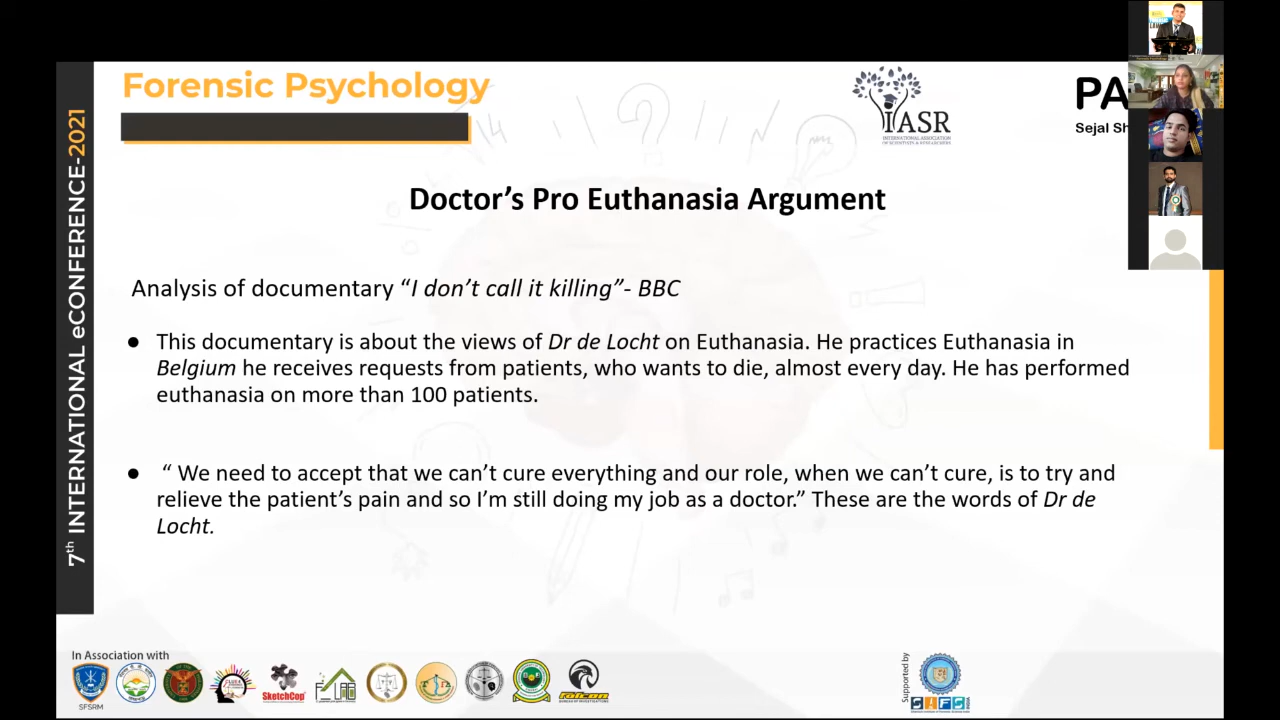 Forensic Psychology
IASR
INTERNATIONAL ASSOCIATION
OF SCIENTISTS & RESEARCHERS
PA
Sejal Sh
7th INTERNATIONAL eCONFERENCE-2021
Doctor’s Pro Euthanasia Argument
Analysis of documentary “I don’t call it killing”- BBC
● This documentary is about the views of Dr de Locht on Euthanasia. He practices Euthanasia in
Belgium he receives requests from patients, who wants to die, almost every day. He has performed
euthanasia on more than 100 patients.
● “ We need to accept that we can’t cure everything and our role, when we can’t cure, is to try and
relieve the patient’s pain and so I’m still doing my job as a doctor.” These are the words of Dr de
Locht.
In Association with
SFSRM
SketchCop
Supported by
SIFS